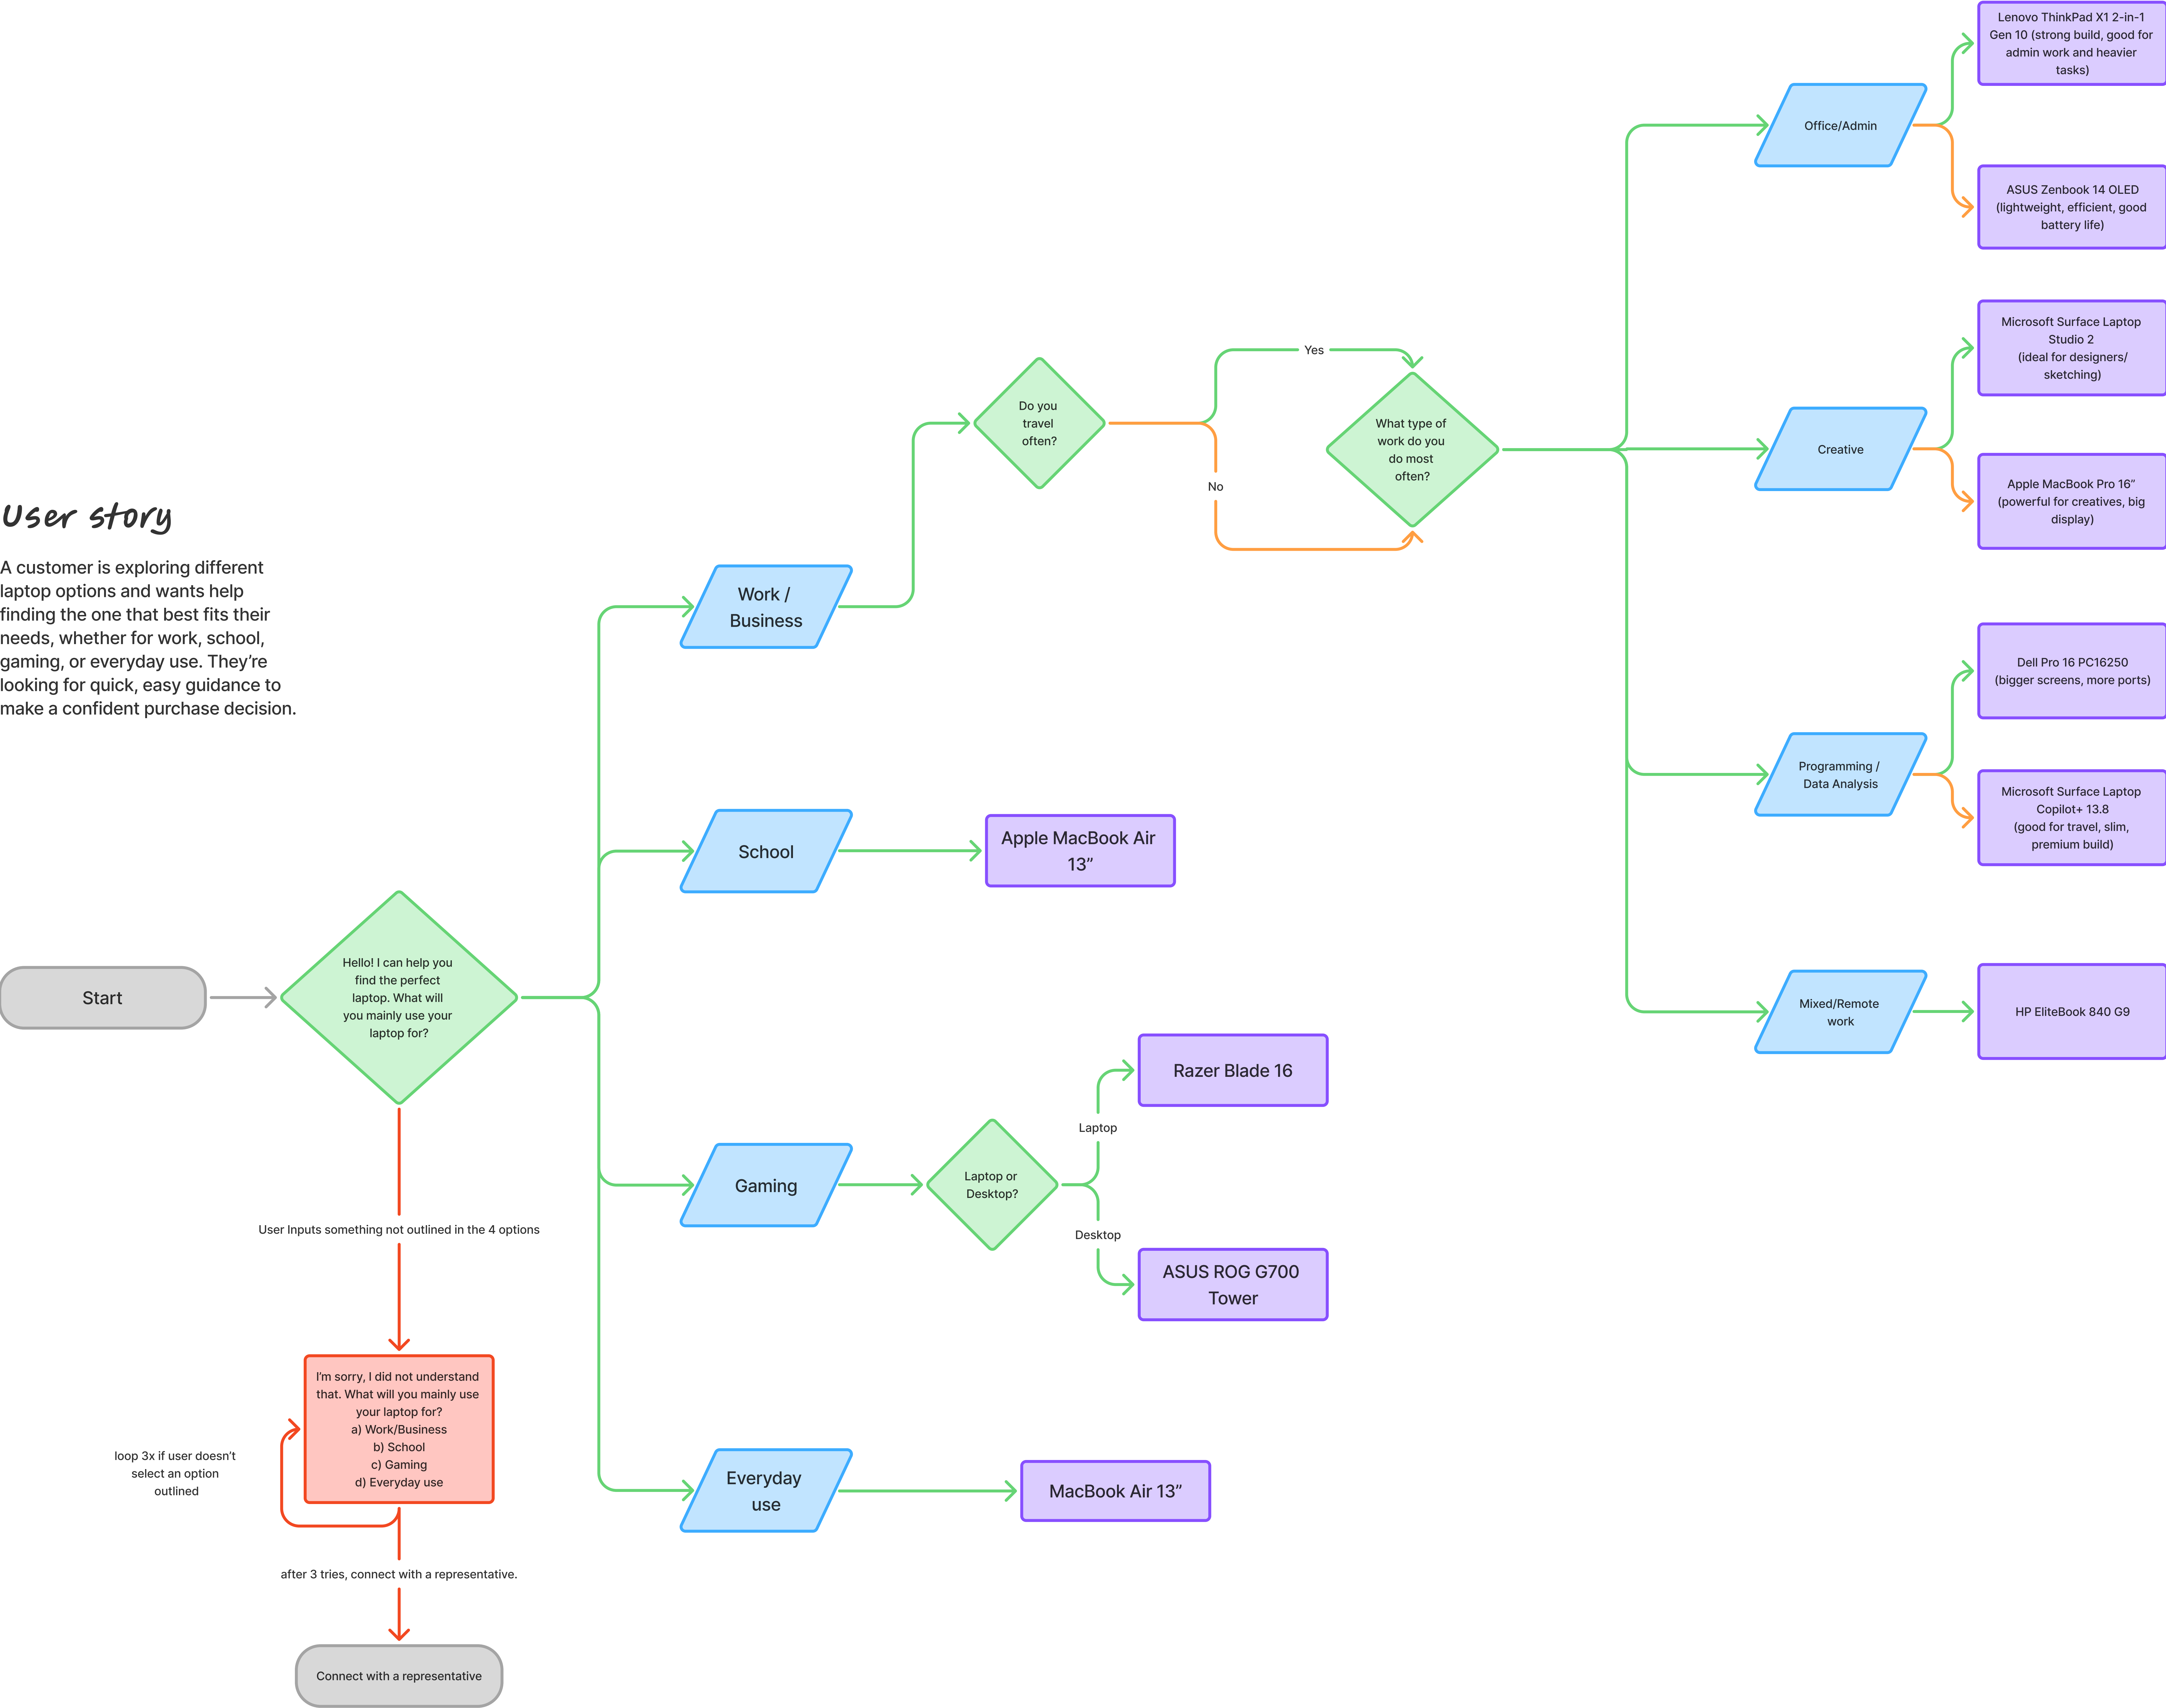 User story
A customer is exploring different
laptop options and wants help
finding the one that best fits their
needs, whether for work, school,
gaming, or everyday use. They’re
looking for quick, easy guidance to
make a confident purchase decision.
Start
Hello! I can help you
find the perfect
laptop. What will
you mainly use your
laptop for?
User Inputs something not outlined in the 4 options
I’m sorry, I did not understand
that. What will you mainly use
your laptop for?
a) Work/Business
b) School
c) Gaming
d) Everyday use
loop 3x if user doesn’t
select an option
outlined
after 3 tries, connect with a representative.
Connect with a representative
Work /
Business
Do you
travel
often?
Yes
No
What type of
work do you
do most
often?
Office/Admin
Lenovo ThinkPad X1 2-in-1
Gen 10 (strong build, good for
admin work and heavier
tasks)
ASUS Zenbook 14 OLED
(lightweight, efficient, good
battery life)
Creative
Microsoft Surface Laptop
Studio 2
(ideal for designers/
sketching)
Apple MacBook Pro 16”
(powerful for creatives, big
display)
Programming /
Data Analysis
Dell Pro 16 PC16250
(bigger screens, more ports)
Microsoft Surface Laptop
Copilot+ 13.8
(good for travel, slim,
premium build)
Mixed/Remote
work
HP EliteBook 840 G9
School
Apple MacBook Air
13”
Gaming
Laptop or
Desktop?
Laptop
Razer Blade 16
Desktop
ASUS ROG G700
Tower
Everyday
use
MacBook Air 13”